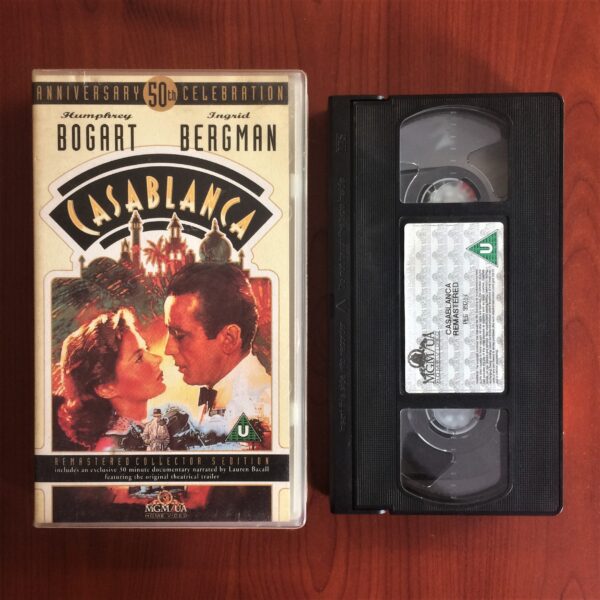 ANNIVERSARY 50th CELEBRATION
Humphrey Ingrid
BOGART BERGMAN
CASABLANCA
U
REMASTERED COLLECTOR'S EDITION
includes an exclusive 30 minute documentary narrated by Lauren Bacall
featuring the original theatrical trailer
MGM/UA
HOME VIDEO
U
CASABLANCA
REMASTERED
MGM/UA